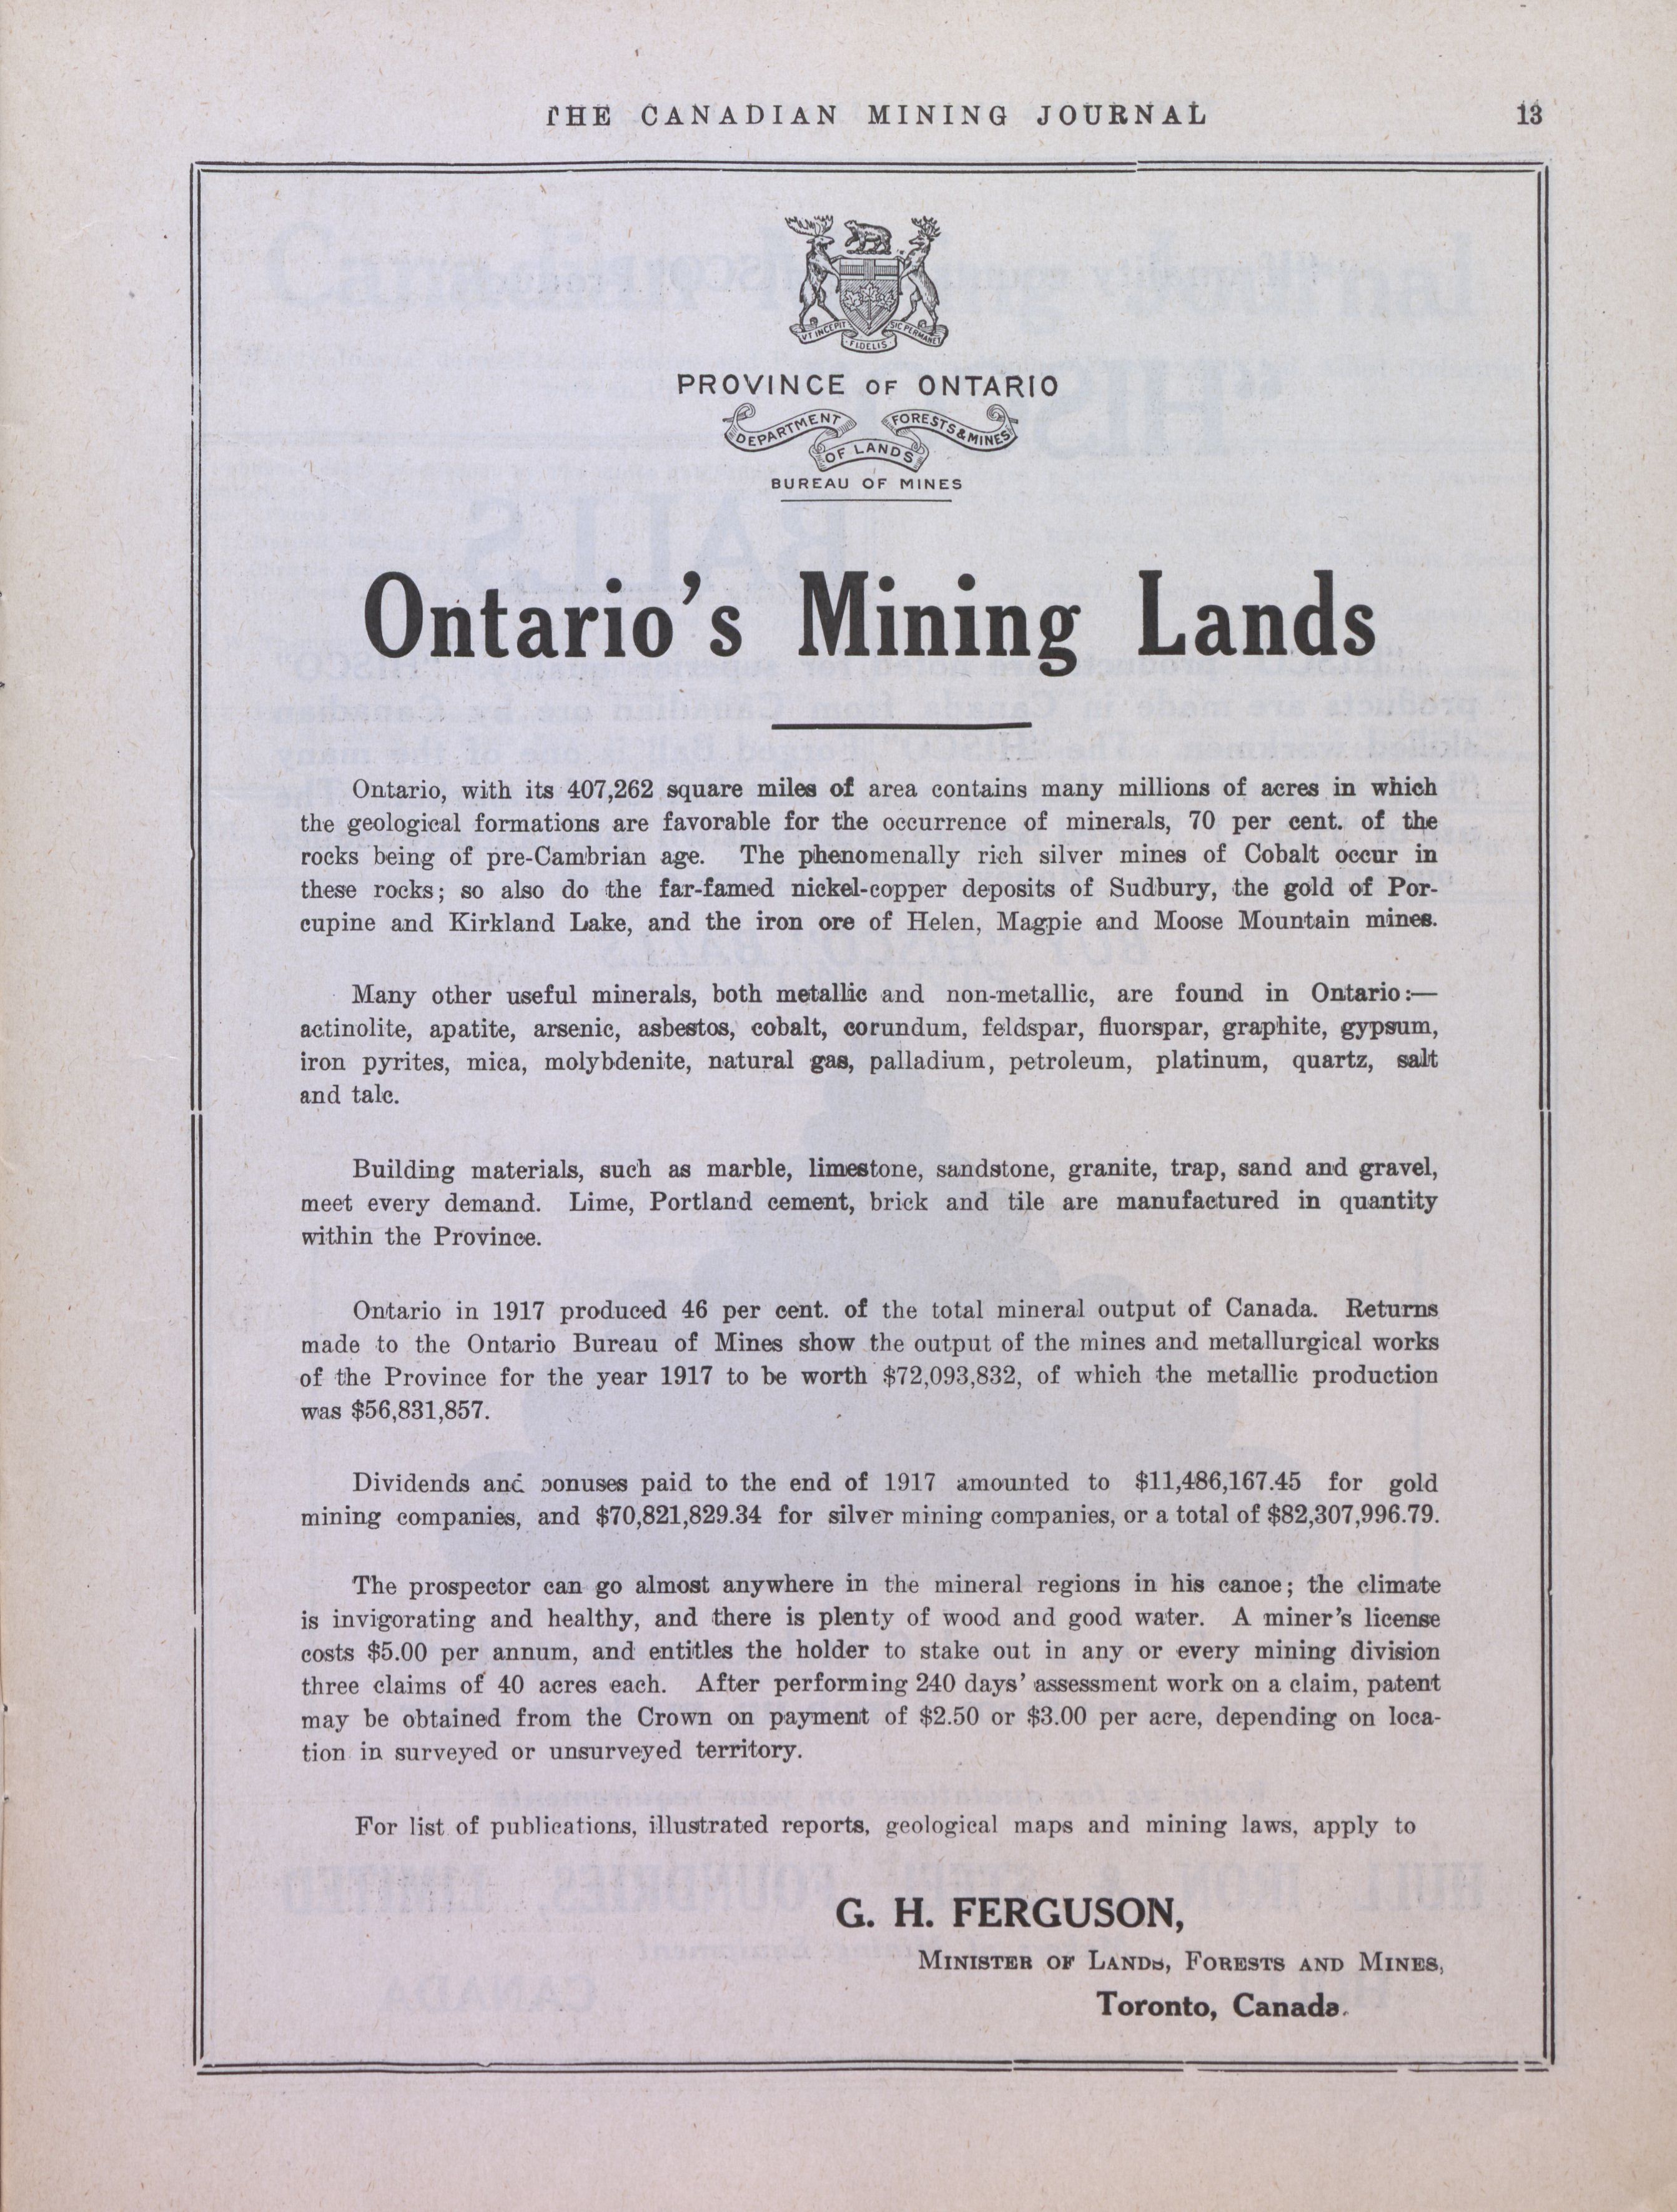 THE CANADIAN MINING JOURNAL 13
VT INCEPIT
FIDELIS
SIC PERMANET
PROVINCE OF ONTARIO
DEPARTMENT
OF LANDS
FORESTS & MINES
BUREAU OF MINES
Ontario's Mining Lands
Ontario, with its 407,262 square miles of area contains many millions of acres in which
the geological formations are favorable for the occurrence of minerals, 70 per cent. of the
rocks being of pre-Cambrian age. The phenomenally rich silver mines of Cobalt occur in
these rocks; so also do the far-famed nickel-copper deposits of Sudbury, the gold of Por-
cupine and Kirkland Lake, and the iron ore of Helen, Magpie and Moose Mountain mines.
Many other useful minerals, both metallic and non-metallic, are found in Ontario:—
actinolite, apatite, arsenic, asbestos, cobalt, corundum, feldspar, fluorspar, graphite, gypsum,
iron pyrites, mica, molybdenite, natural gas, palladium, petroleum, platinum, quartz, salt
and talc.
Building materials, such as marble, limestone, sandstone, granite, trap, sand and gravel,
meet every demand. Lime, Portland cement, brick and tile are manufactured in quantity
within the Province.
Ontario in 1917 produced 46 per cent. of the total mineral output of Canada. Returns
made to the Ontario Bureau of Mines show the output of the mines and metallurgical works
of the Province for the year 1917 to be worth $72,093,832, of which the metallic production
was $56,831,857.
Dividends and bonuses paid to the end of 1917 amounted to $11,486,167.45 for gold
mining companies, and $70,821,829.34 for silver mining companies, or a total of $82,307,996.79.
The prospector can go almost anywhere in the mineral regions in his canoe; the climate
is invigorating and healthy, and there is plenty of wood and good water. A miner's license
costs $5.00 per annum, and entitles the holder to stake out in any or every mining division
three claims of 40 acres each. After performing 240 days' assessment work on a claim, patent
may be obtained from the Crown on payment of $2.50 or $3.00 per acre, depending on loca-
tion in surveyed or unsurveyed territory.
For list of publications, illustrated reports, geological maps and mining laws, apply to
G. H. FERGUSON,
MINISTER OF LANDS, FORESTS AND MINES,
Toronto, Canada.